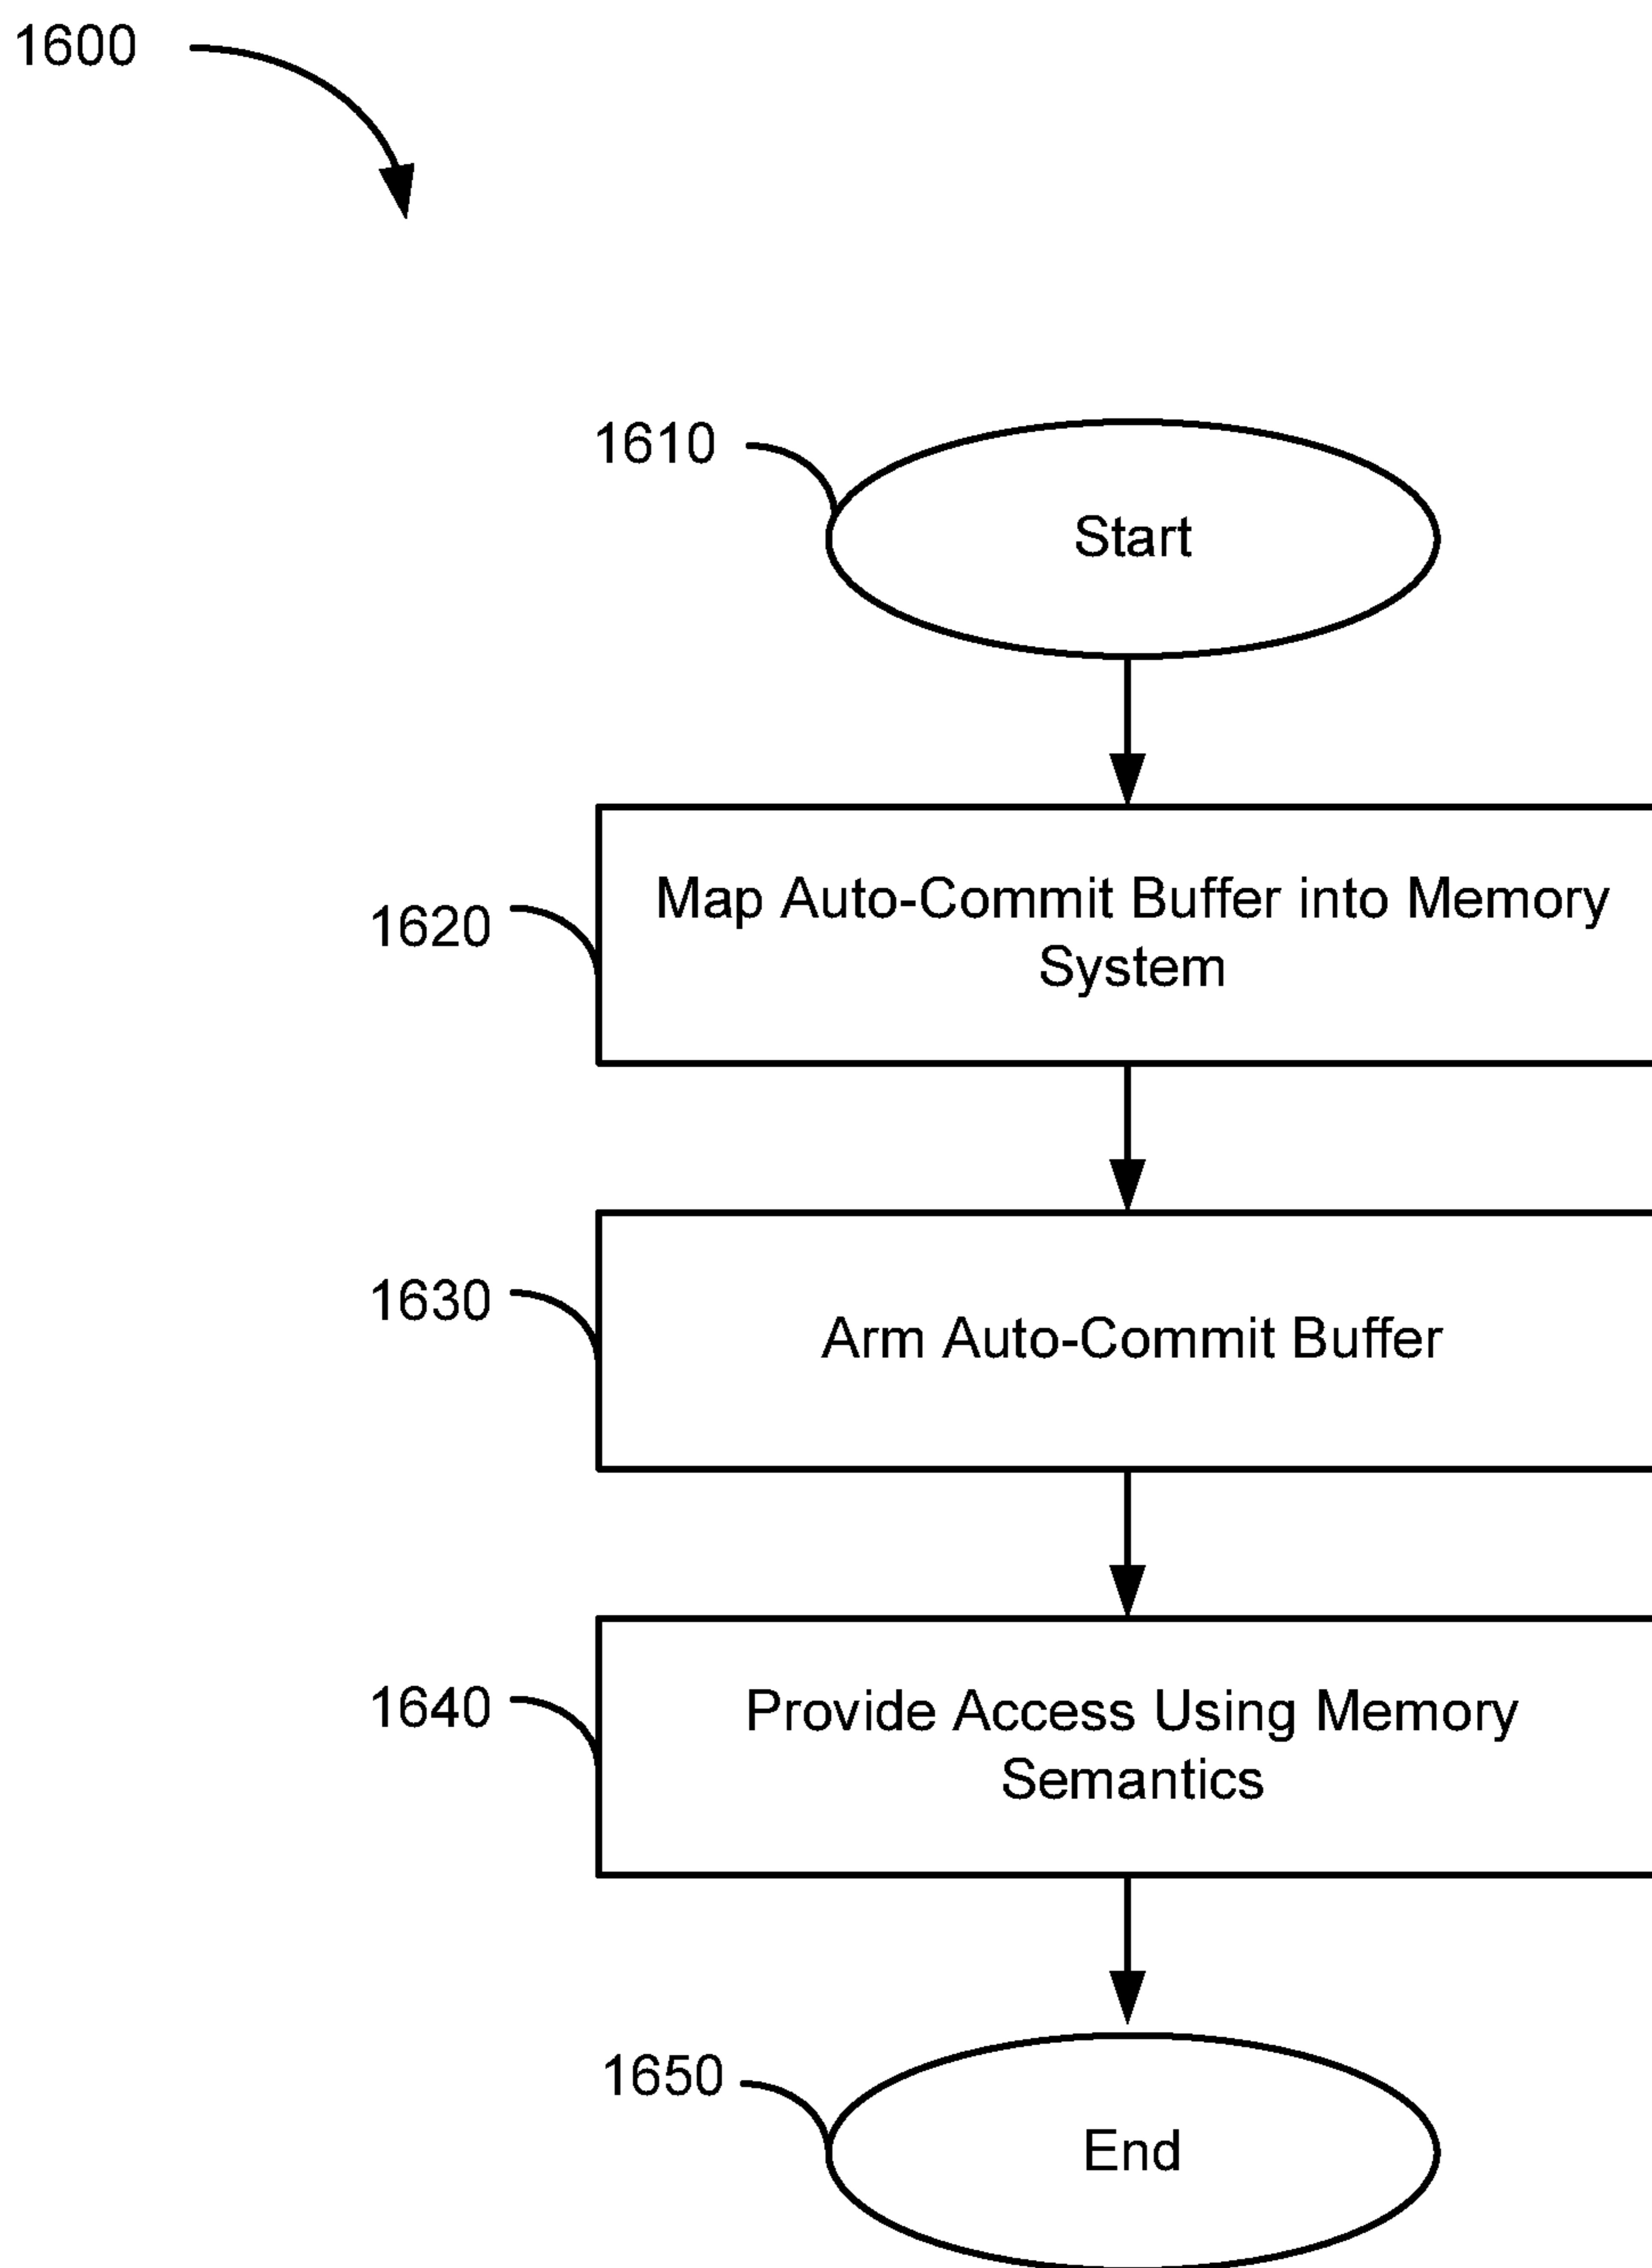 1600
1610
Start
1620
Map Auto-Commit Buffer into Memory
System
1630
Arm Auto-Commit Buffer
1640
Provide Access Using Memory
Semantics
1650
End